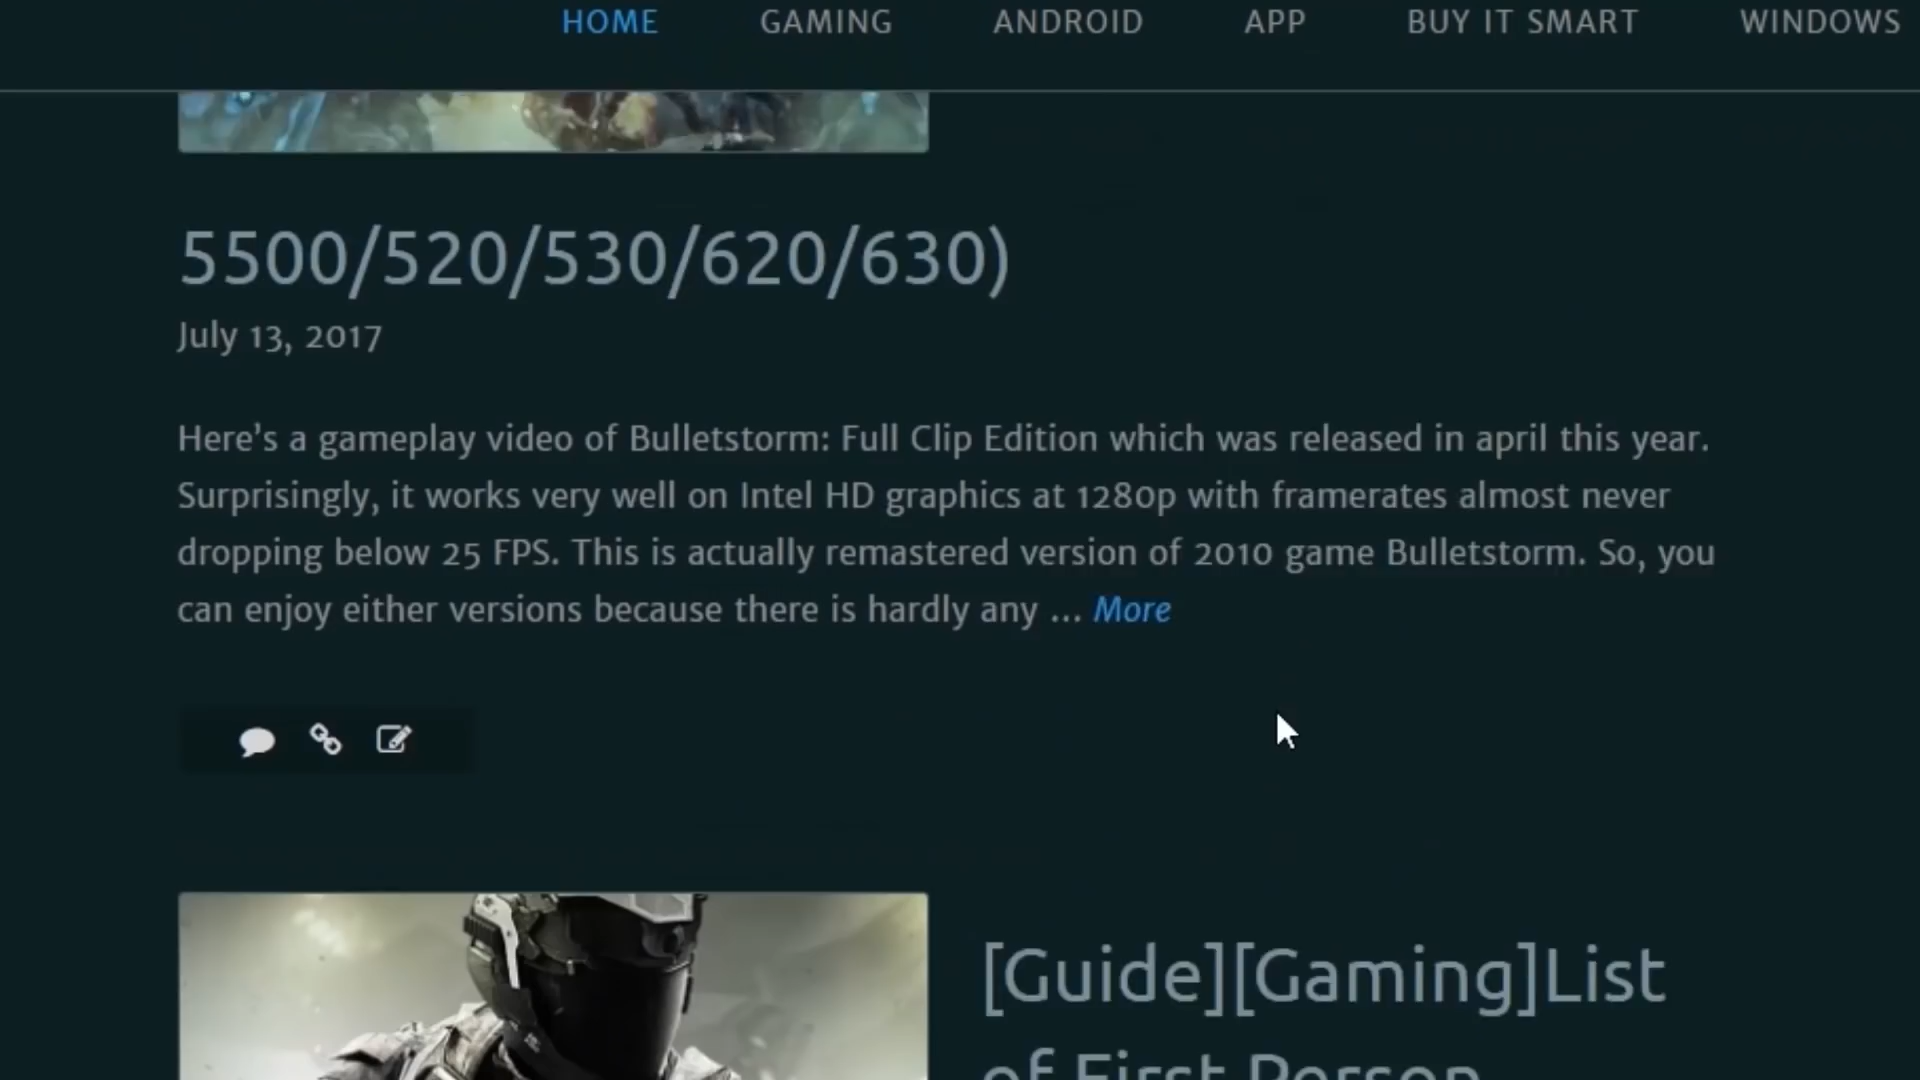 HOME GAMING ANDROID APP BUY IT SMART WINDOWS
5500/520/530/620/630)
July 13, 2017
Here’s a gameplay video of Bulletstorm: Full Clip Edition which was released in april this year.
Surprisingly, it works very well on Intel HD graphics at 1280p with framerates almost never
dropping below 25 FPS. This is actually remastered version of 2010 game Bulletstorm. So, you
can enjoy either versions because there is hardly any ... More
[Guide][Gaming]List
of First Person